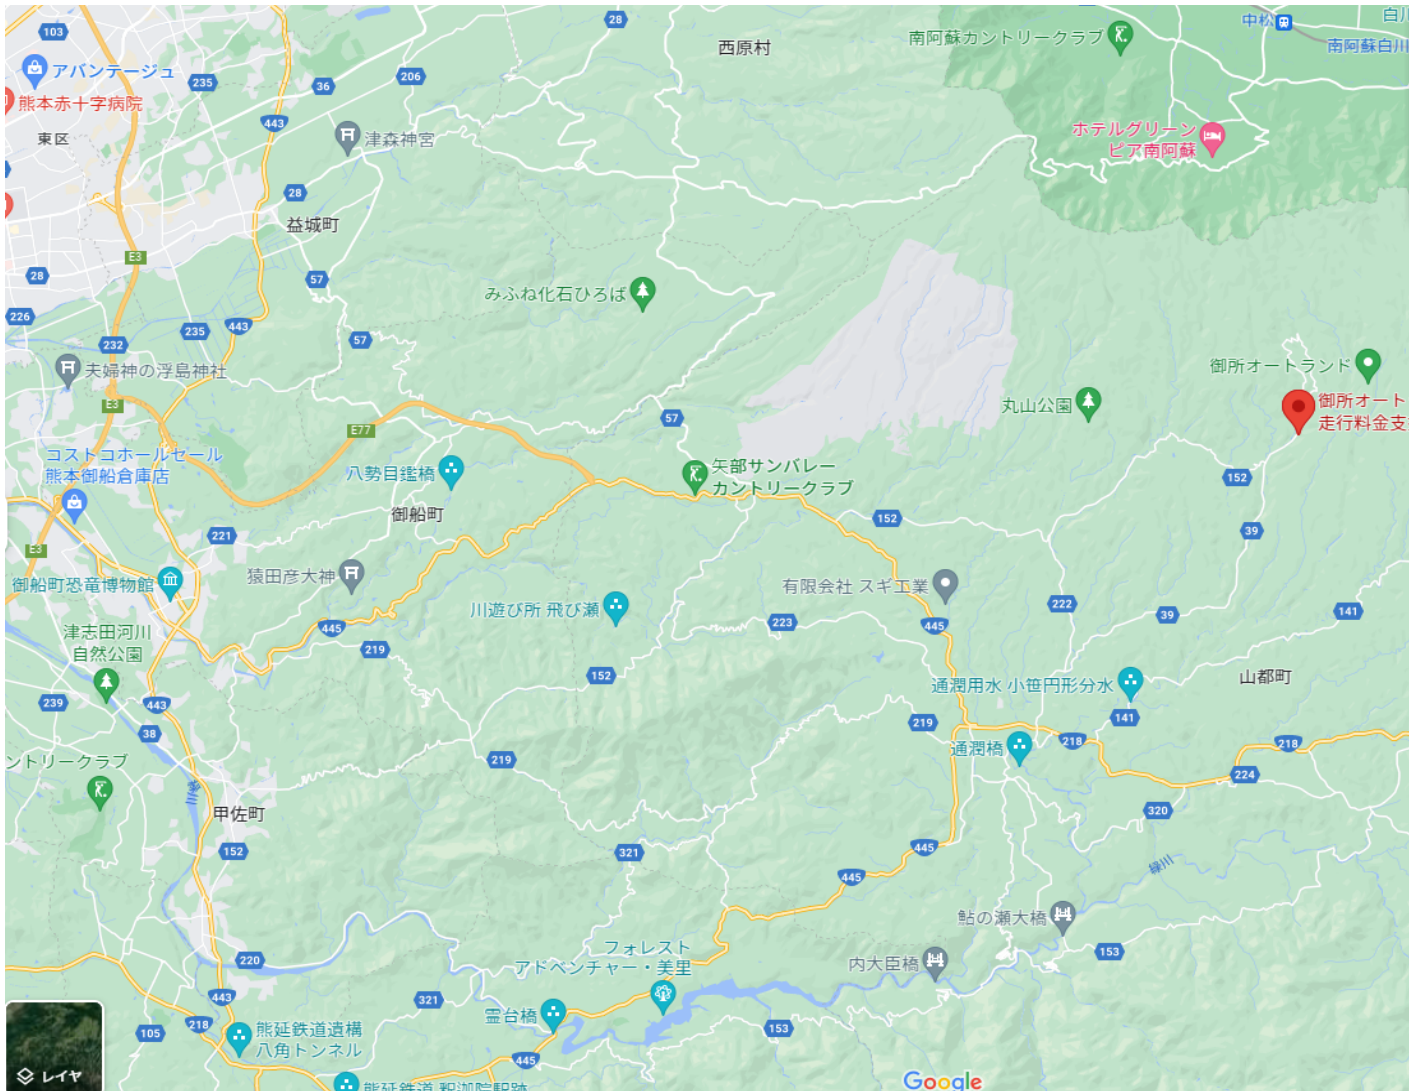 103
28
西原村
南阿蘇カントリークラブ
中松
白川
南阿蘇白川
アバンテージュ
235
36
206
熊本赤十字病院
443
東区
津森神宮
ホテルグリーン
ピア南阿蘇
28
益城町
E3
28
57
みふね化石ひろば
226
235
443
232
57
夫婦神の浮島神社
御所オートランド
E3
57
丸山公園
御所オート
走行料金支
E77
コストコホールセール
熊本御船倉庫店
八勢目鑑橋
矢部サンバレー
カントリークラブ
152
御船町
152
39
221
E3
猿田彦大神
御船町恐竜博物館
有限会社 スギ工業
川遊び所 飛び瀬
222
39
141
津志田河川
自然公園
445
223
445
219
152
通潤用水 小笹円形分水
山都町
239
443
38
219
141
通潤橋
218
218
219
224
ントリークラブ
320
甲佐町
152
321
445
445
緑川
鮎の瀬大橋
フォレスト
アドベンチャー・美里
220
内大臣橋
153
443
321
霊台橋
105
218
熊延鉄道遺構
八角トンネル
153
445
レイヤ
Google
熊延鉄道 釈迦院駅跡